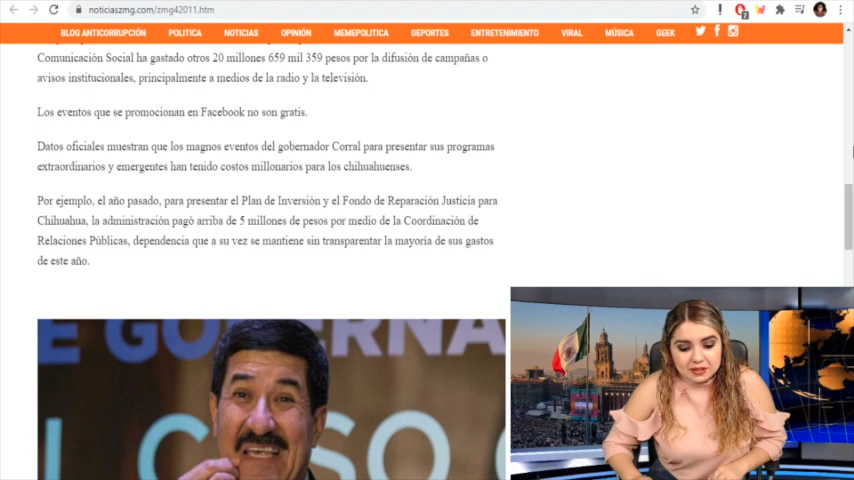 noticiaszmg.com/zmg42011.htm
7
BLOG ANTICORRUPCIÓN POLITICA NOTICIAS OPINIÓN MEMEPOLITICA DEPORTES ENTRETENIMIENTO VIRAL MÚSICA GEEK
Comunicación Social ha gastado otros 20 millones 659 mil 359 pesos por la difusión de campañas o
avisos institucionales, principalmente a medios de la radio y la televisión.
Los eventos que se promocionan en Facebook no son gratis.
Datos oficiales muestran que los magnos eventos del gobernador Corral para presentar sus programas
extraordinarios y emergentes han tenido costos millonarios para los chihuahuenses.
Por ejemplo, el año pasado, para presentar el Plan de Inversión y el Fondo de Reparación Justicia para
Chihuahua, la administración pagó arriba de 5 millones de pesos por medio de la Coordinación de
Relaciones Públicas, dependencia que a su vez se mantiene sin transparentar la mayoría de sus gastos
de este año.
E GOBERNA
L CASO